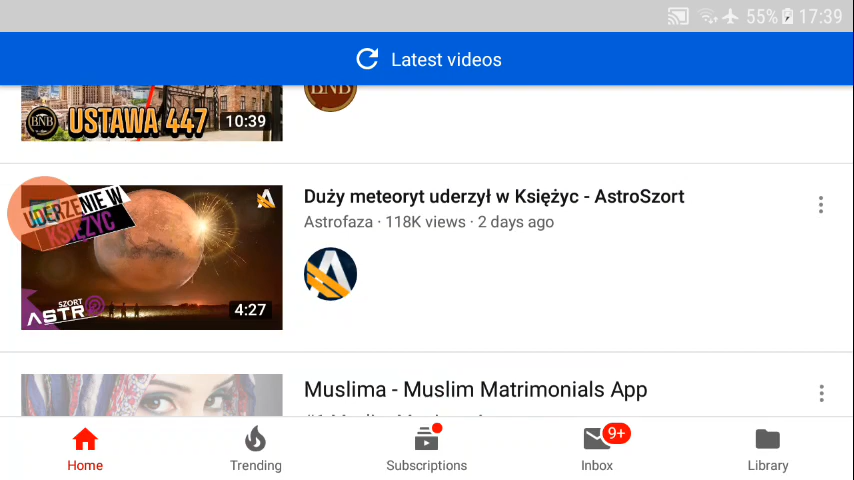 55% 17:39
Latest videos
BNB
USTAWA 447
10:39
BNB
UDERZENIE W
KSIĘŻYC
SZORT
ASTRO
4:27
Duży meteoryt uderzył w Księżyc - AstroSzort
Astrofaza · 118K views · 2 days ago
Muslima - Muslim Matrimonials App
Home
Trending
Subscriptions
9+
Inbox
Library